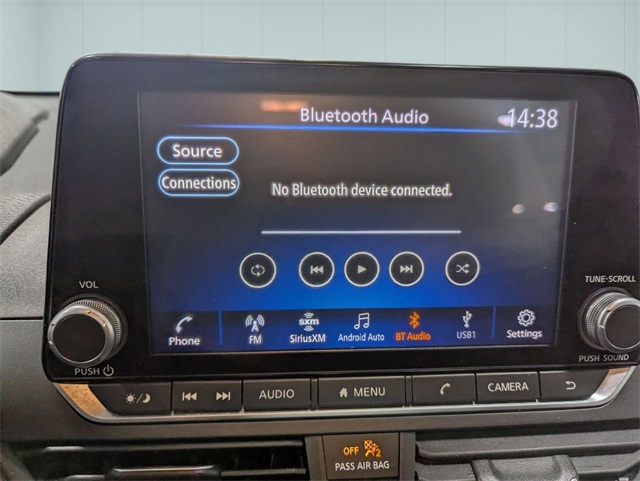 Bluetooth Audio
14:38
Source
Connections
No Bluetooth device connected.
VOL
TUNE·SCROLL
Phone
FM
sxm
SiriusXM
Android Auto
BT Audio
USB1
Settings
PUSH
PUSH SOUND
AUDIO
MENU
CAMERA
OFF
2
PASS AIR BAG